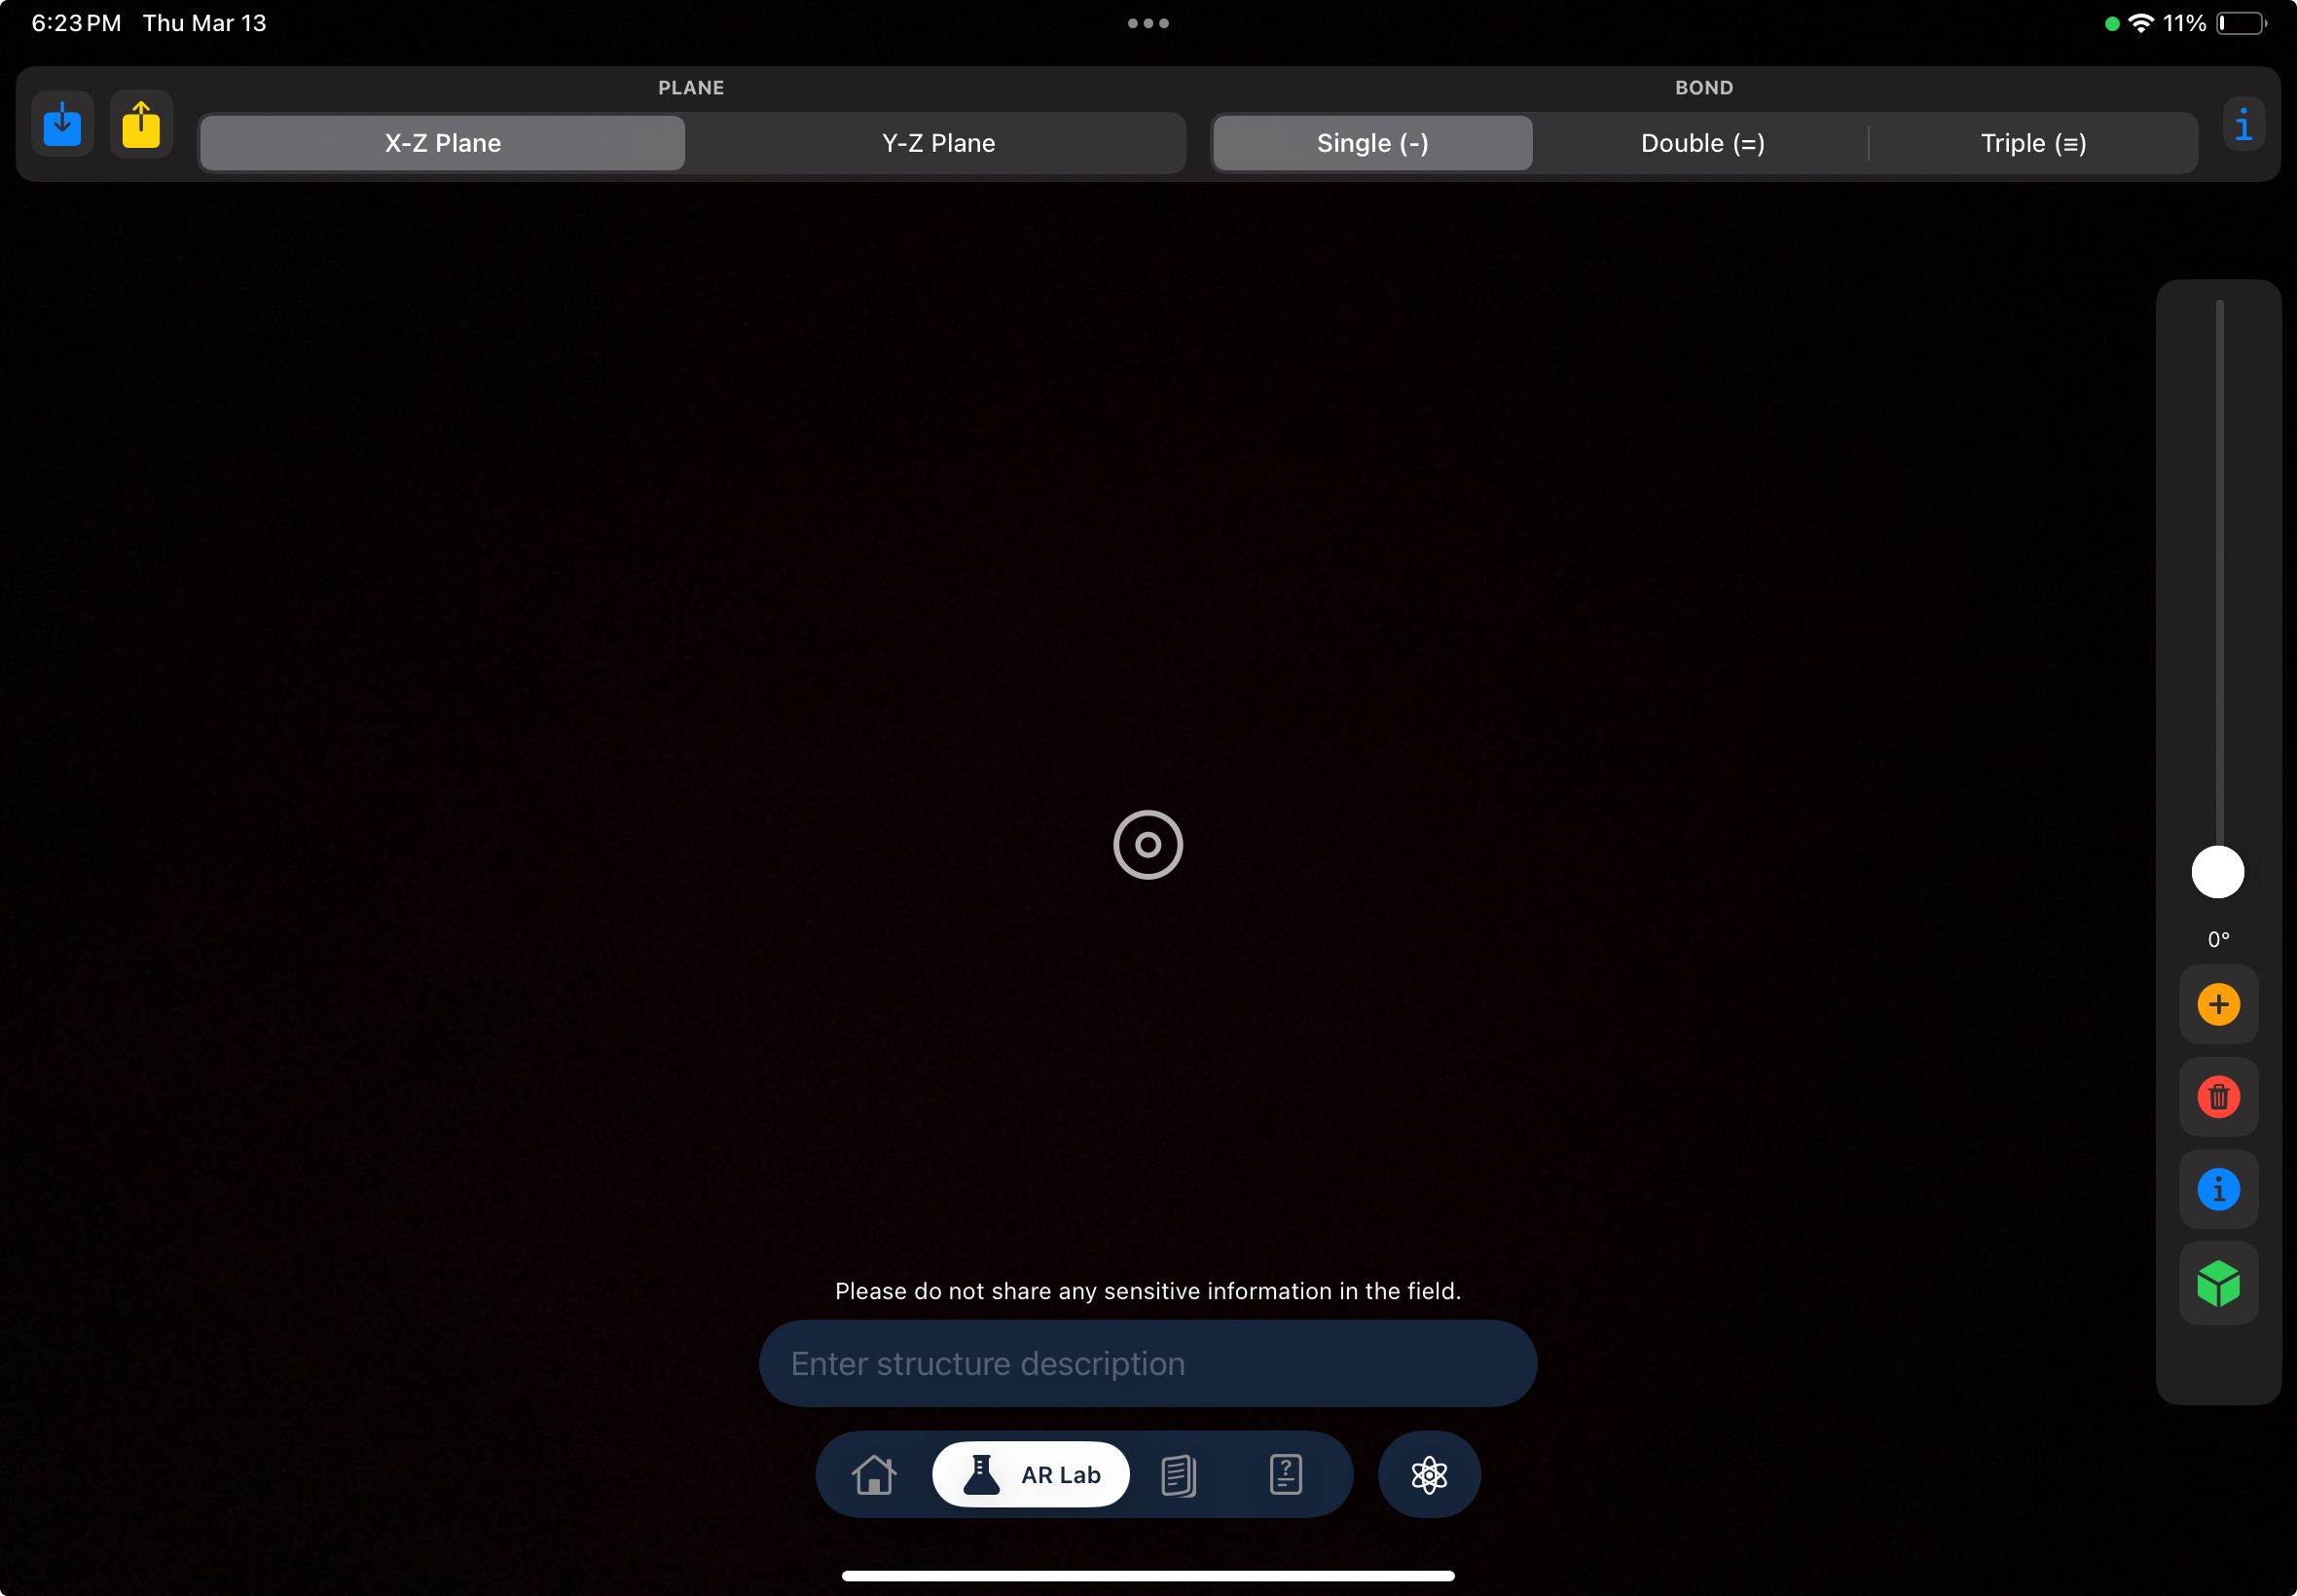 6:23 PM Thu Mar 13
11%
PLANE
BOND
X-Z Plane
Y-Z Plane
Single (-)
Double (=)
Triple (≡)
0°
Please do not share any sensitive information in the field.
Enter structure description
AR Lab